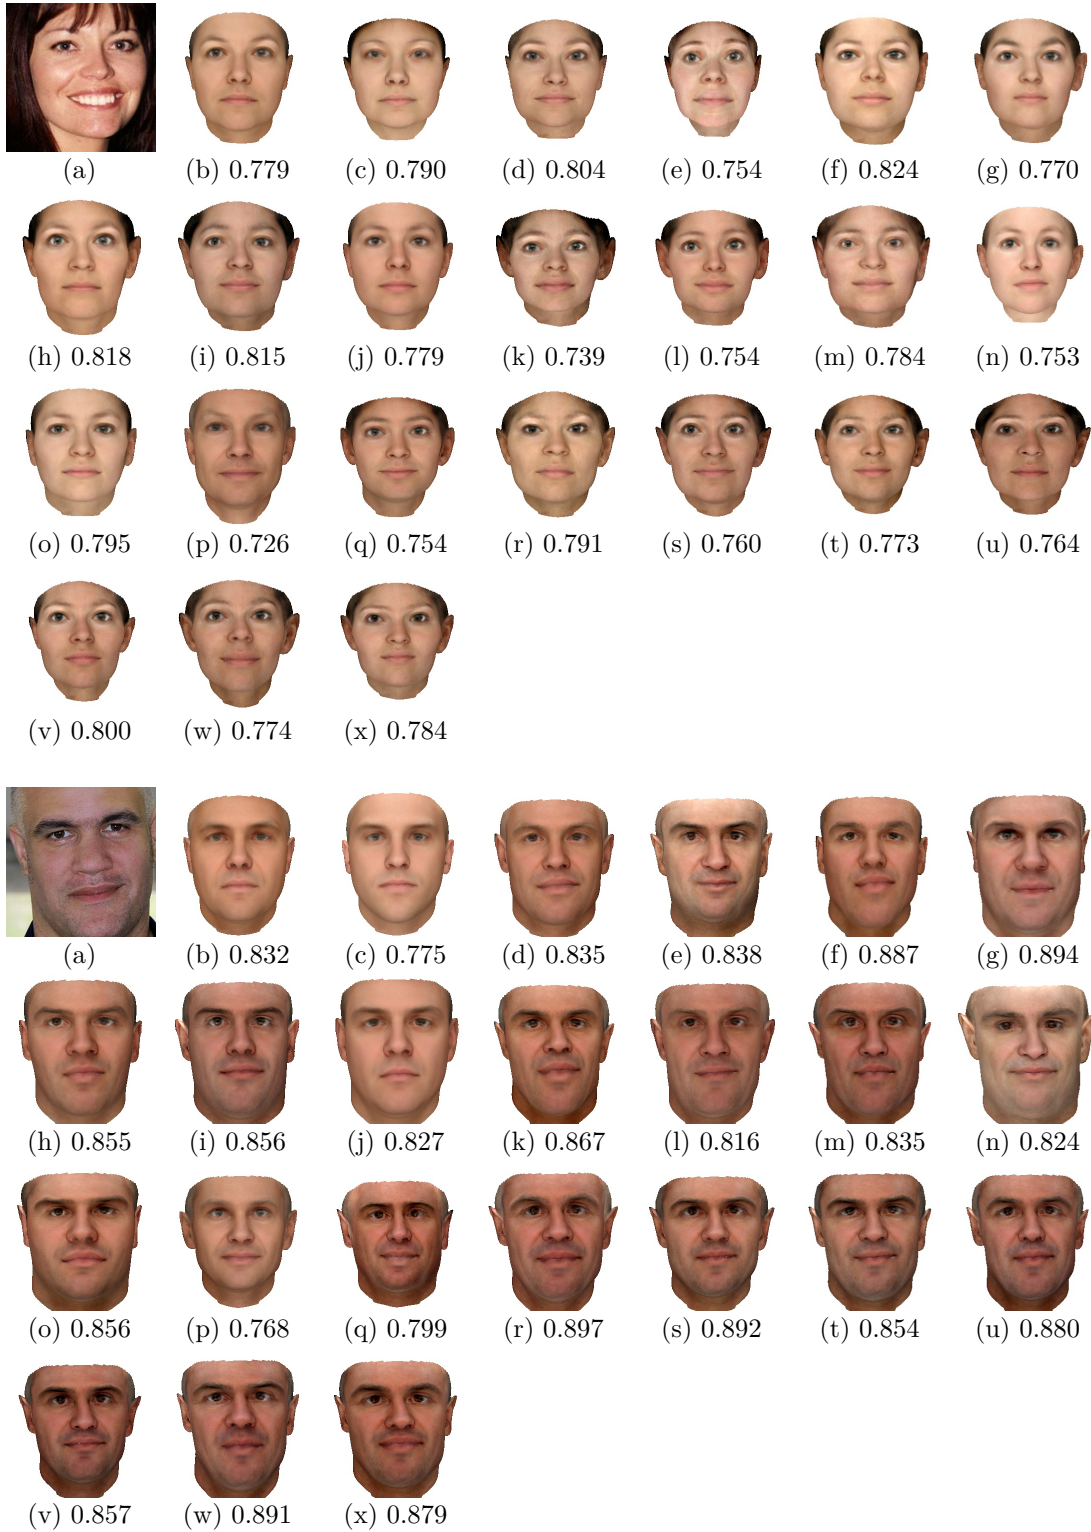 (a) (b) 0.779 (c) 0.790 (d) 0.804 (e) 0.754 (f) 0.824 (g) 0.770
(h) 0.818 (i) 0.815 (j) 0.779 (k) 0.739 (l) 0.754 (m) 0.784 (n) 0.753
(o) 0.795 (p) 0.726 (q) 0.754 (r) 0.791 (s) 0.760 (t) 0.773 (u) 0.764
(v) 0.800 (w) 0.774 (x) 0.784
(a) (b) 0.832 (c) 0.775 (d) 0.835 (e) 0.838 (f) 0.887 (g) 0.894
(h) 0.855 (i) 0.856 (j) 0.827 (k) 0.867 (l) 0.816 (m) 0.835 (n) 0.824
(o) 0.856 (p) 0.768 (q) 0.799 (r) 0.897 (s) 0.892 (t) 0.854 (u) 0.880
(v) 0.857 (w) 0.891 (x) 0.879